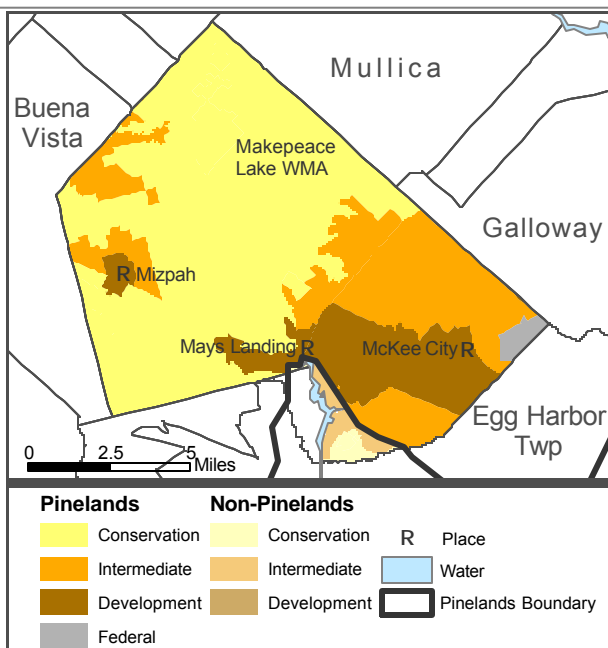 Mullica
Buena
Vista
Makepeace
Lake WMA
Galloway
R Mizpah
Mays Landing R
McKee City R
Egg Harbor
Twp
0 2.5 5
Miles
Pinelands Non-Pinelands
Conservation Conservation R Place
Intermediate Intermediate Water
Development Development Pinelands Boundary
Federal